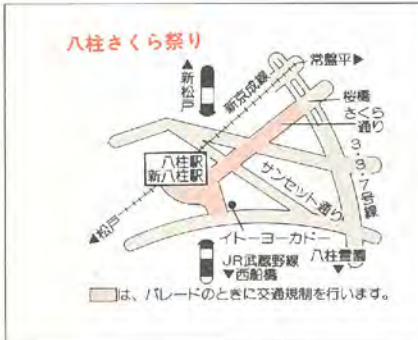 八柱さくら祭り
常盤平▶
▲新松戸
新京成線
桜橋
さくら通り
3・3・7号線
八柱駅
新八柱駅
サンセット通り
◀松戸
イトーヨーカドー
JR武蔵野線
▼西船橋
八柱霊園▼
は、パレードのときに交通規制を行います。